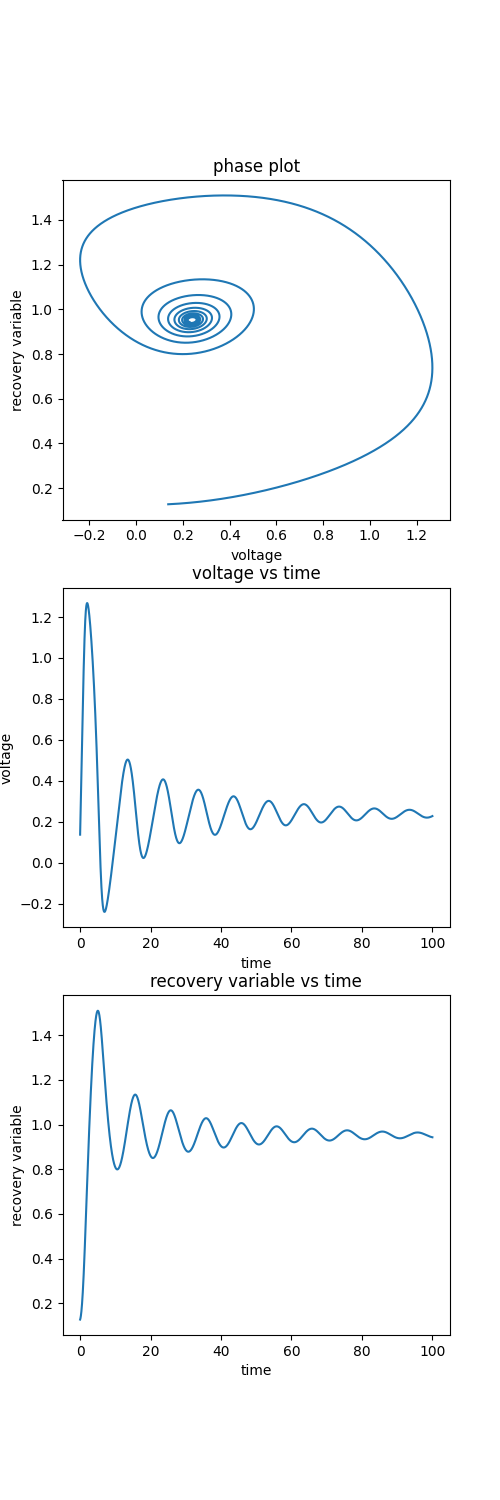 phase plot
1.4
1.2
1.0
0.8
0.6
0.4
0.2
recovery variable
−0.2 0.0 0.2 0.4 0.6 0.8 1.0 1.2
voltage
voltage vs time
1.2
1.0
0.8
0.6
0.4
0.2
0.0
−0.2
voltage
0 20 40 60 80 100
time
recovery variable vs time
1.4
1.2
1.0
0.8
0.6
0.4
0.2
recovery variable
0 20 40 60 80 100
time